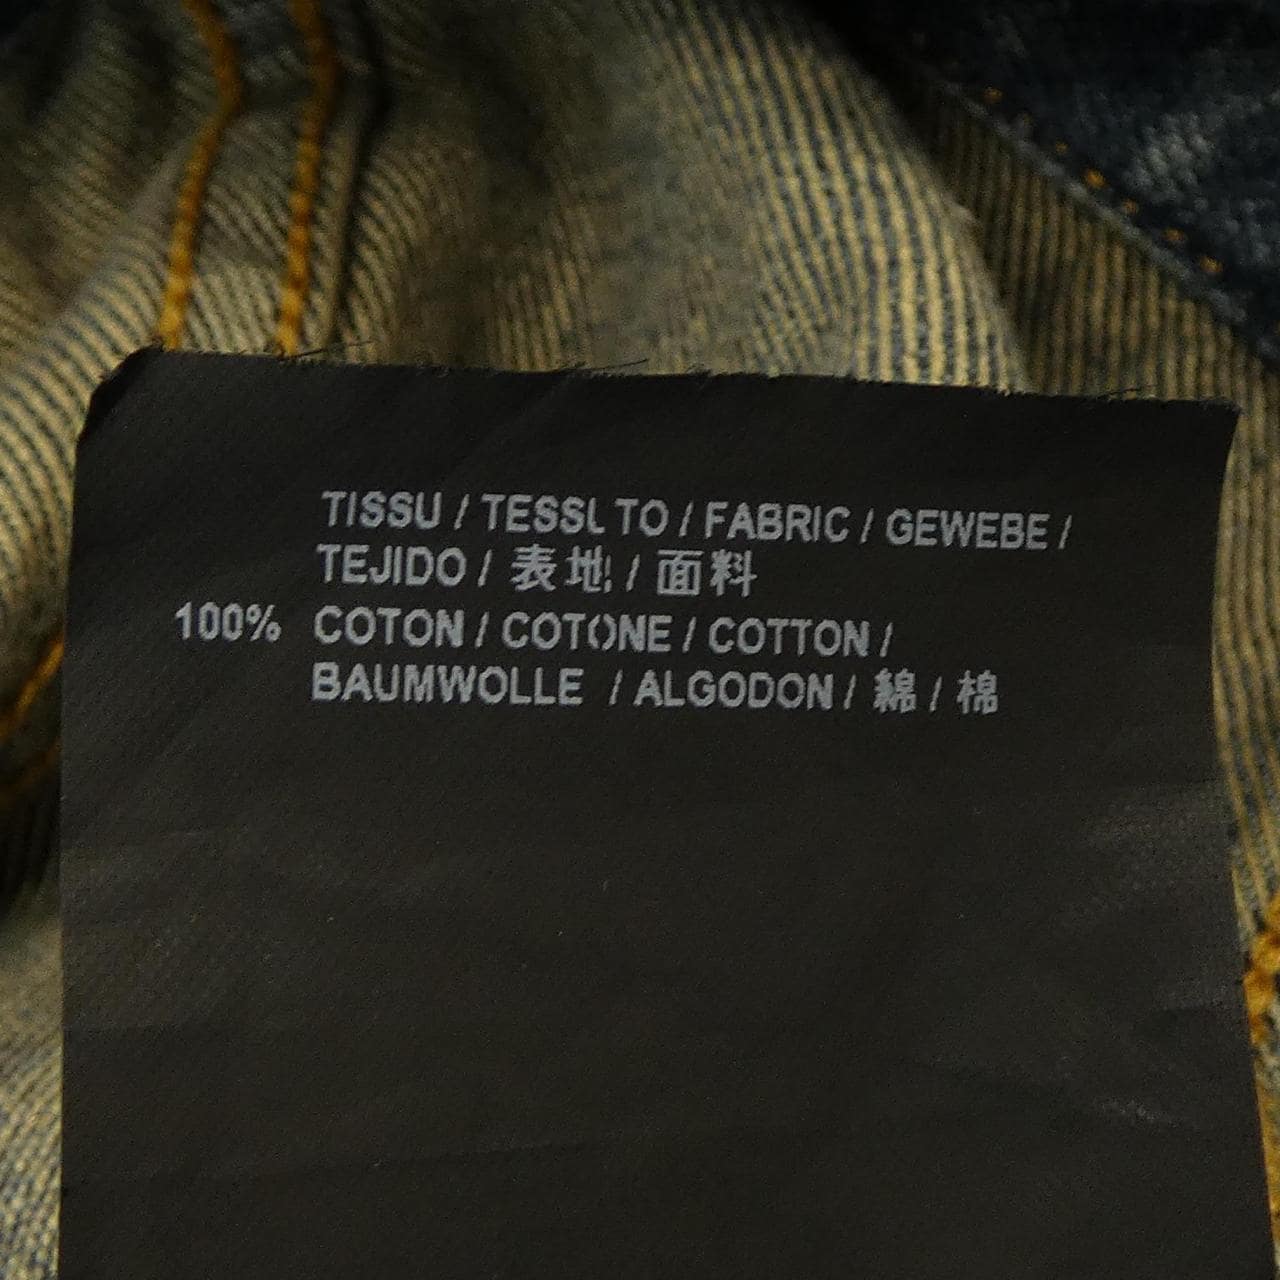 TISSU / TESSUTO / FABRIC / GEWEBE /
TEJIDO / 表地 / 面料
100% COTON / COTONE / COTTON /
BAUMWOLLE / ALGODON / 綿 / 棉